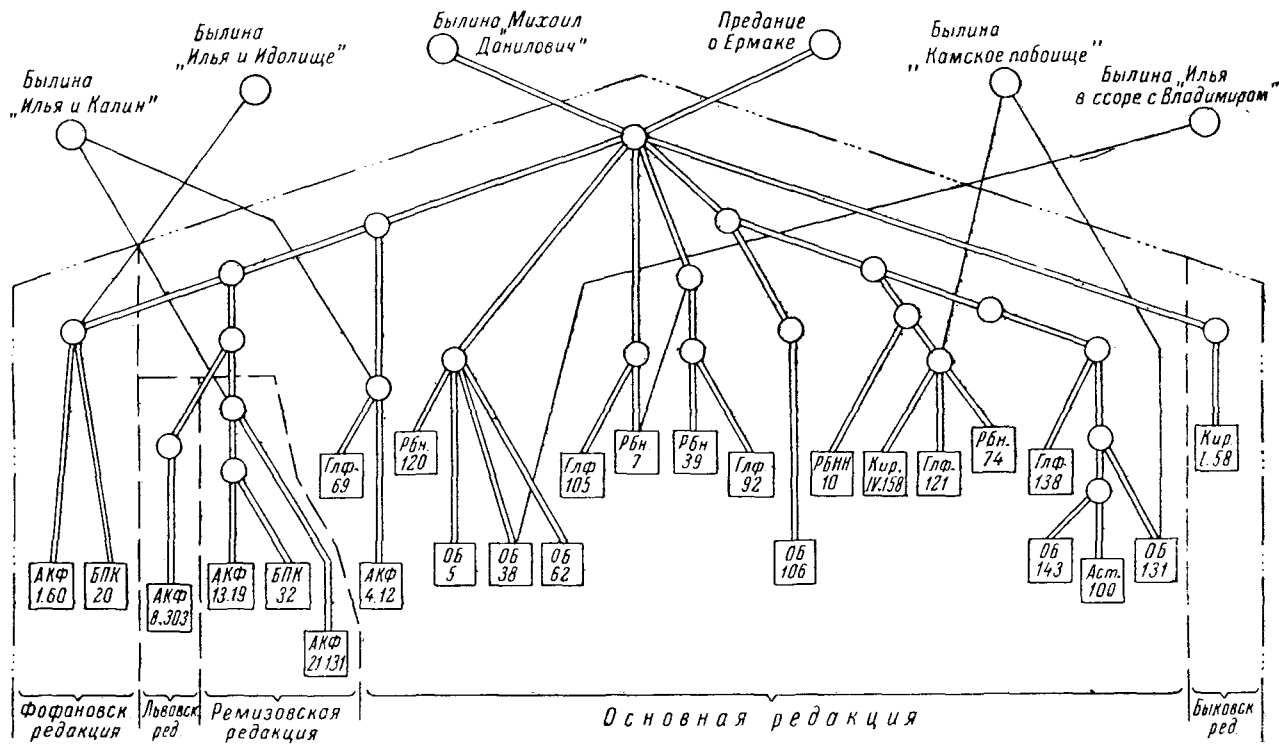 Былина
„Илья и Калин"
Былина
„Илья и Идолище"
Былина „Михаил
Данилович"
Предание
о Ермаке
Былина
„Камское побоище"
Былина „Илья
в ссоре с Владимиром"
АКФ
1.60
БПК
20
АКФ
8.303
АКФ
13.19
БПК
32
АКФ
21.131
Глф.
69
АКФ
4.12
Рбн.
120
ОБ
5
ОБ
38
ОБ
62
Глф
105
Рбн.
7
Рбн
39
Глф.
92
ОБ
106
РБНН
10
Кир.
IV.158
Глф.
121
Рбн.
74
Глф.
138
ОБ
143
Аст.
100
ОБ
131
Кир.
I.58
Фофановск
редакция
Львовск.
ред.
Ремизовская
редакция
Основная редакция
Быковск
ред.